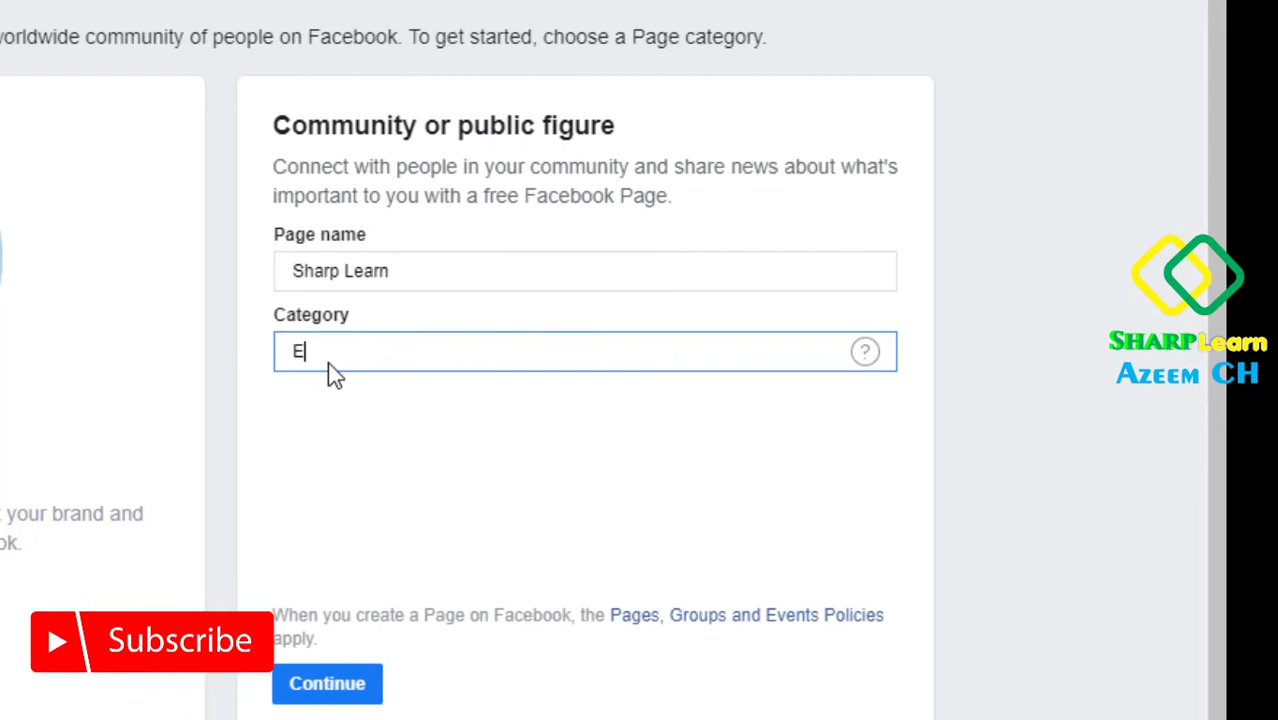 worldwide community of people on Facebook. To get started, choose a Page category.
Community or public figure
Connect with people in your community and share news about what's
important to you with a free Facebook Page.
Page name
Sharp Learn
Category
E
?
your brand and
ok.
When you create a Page on Facebook, the Pages, Groups and Events Policies
apply.
Continue
Subscribe
SHARPLearn
AZEEM CH